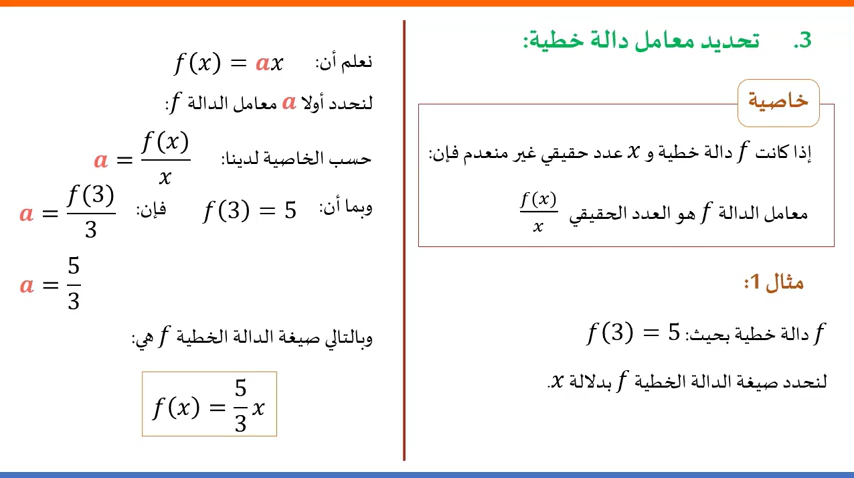 3. تحديد معامل دالة خطية:
خاصية
إذا كانت f دالة خطية و x عدد حقيقي غير منعدم فإن:
معامل الدالة f هو العدد الحقيقي f(x)/x
مثال 1:
f دالة خطية بحيث: f(3) = 5
لنحدد صيغة الدالة الخطية f بدلالة x.
نعلم أن: f(x) = ax
لنحدد أولا a معامل الدالة f:
حسب الخاصية لدينا: a = f(x)/x
وبما أن: f(3) = 5 فإن: a = f(3)/3
a = 5/3
وبالتالي صيغة الدالة الخطية f هي:
f(x) = 5/3 x